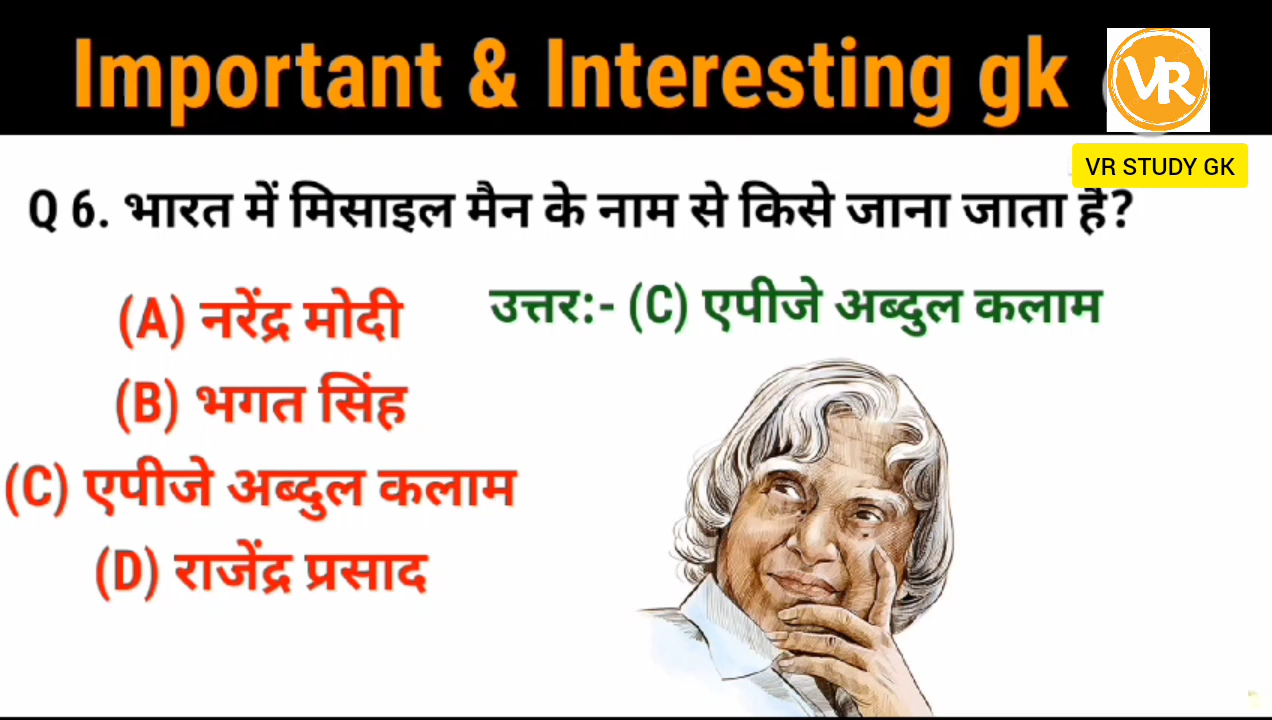 Important & Interesting gk
VR
VR STUDY GK
Q 6. भारत में मिसाइल मैन के नाम से किसे जाना जाता है?
(A) नरेंद्र मोदी
उत्तर:- (C) एपीजे अब्दुल कलाम
(B) भगत सिंह
(C) एपीजे अब्दुल कलाम
(D) राजेंद्र प्रसाद